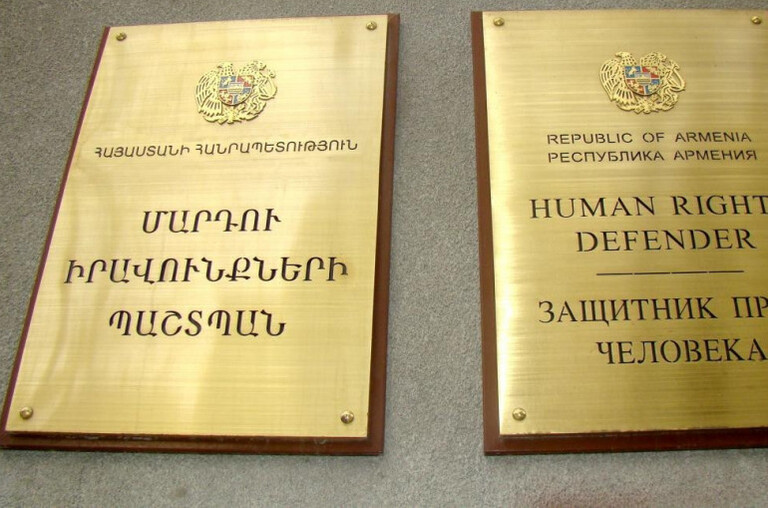 ՀԱՅԱՍՏԱՆԻ ՀԱՆՐԱՊԵՏՈՒԹՅՈՒՆ
ՄԱՐԴՈՒ
ԻՐԱՎՈՒՆՔՆԵՐԻ
ՊԱՇՏՊԱՆ
REPUBLIC OF ARMENIA
РЕСПУБЛИКА АРМЕНИЯ
HUMAN RIGHT
DEFENDER
ЗАЩИТНИК ПР
ЧЕЛОВЕКА